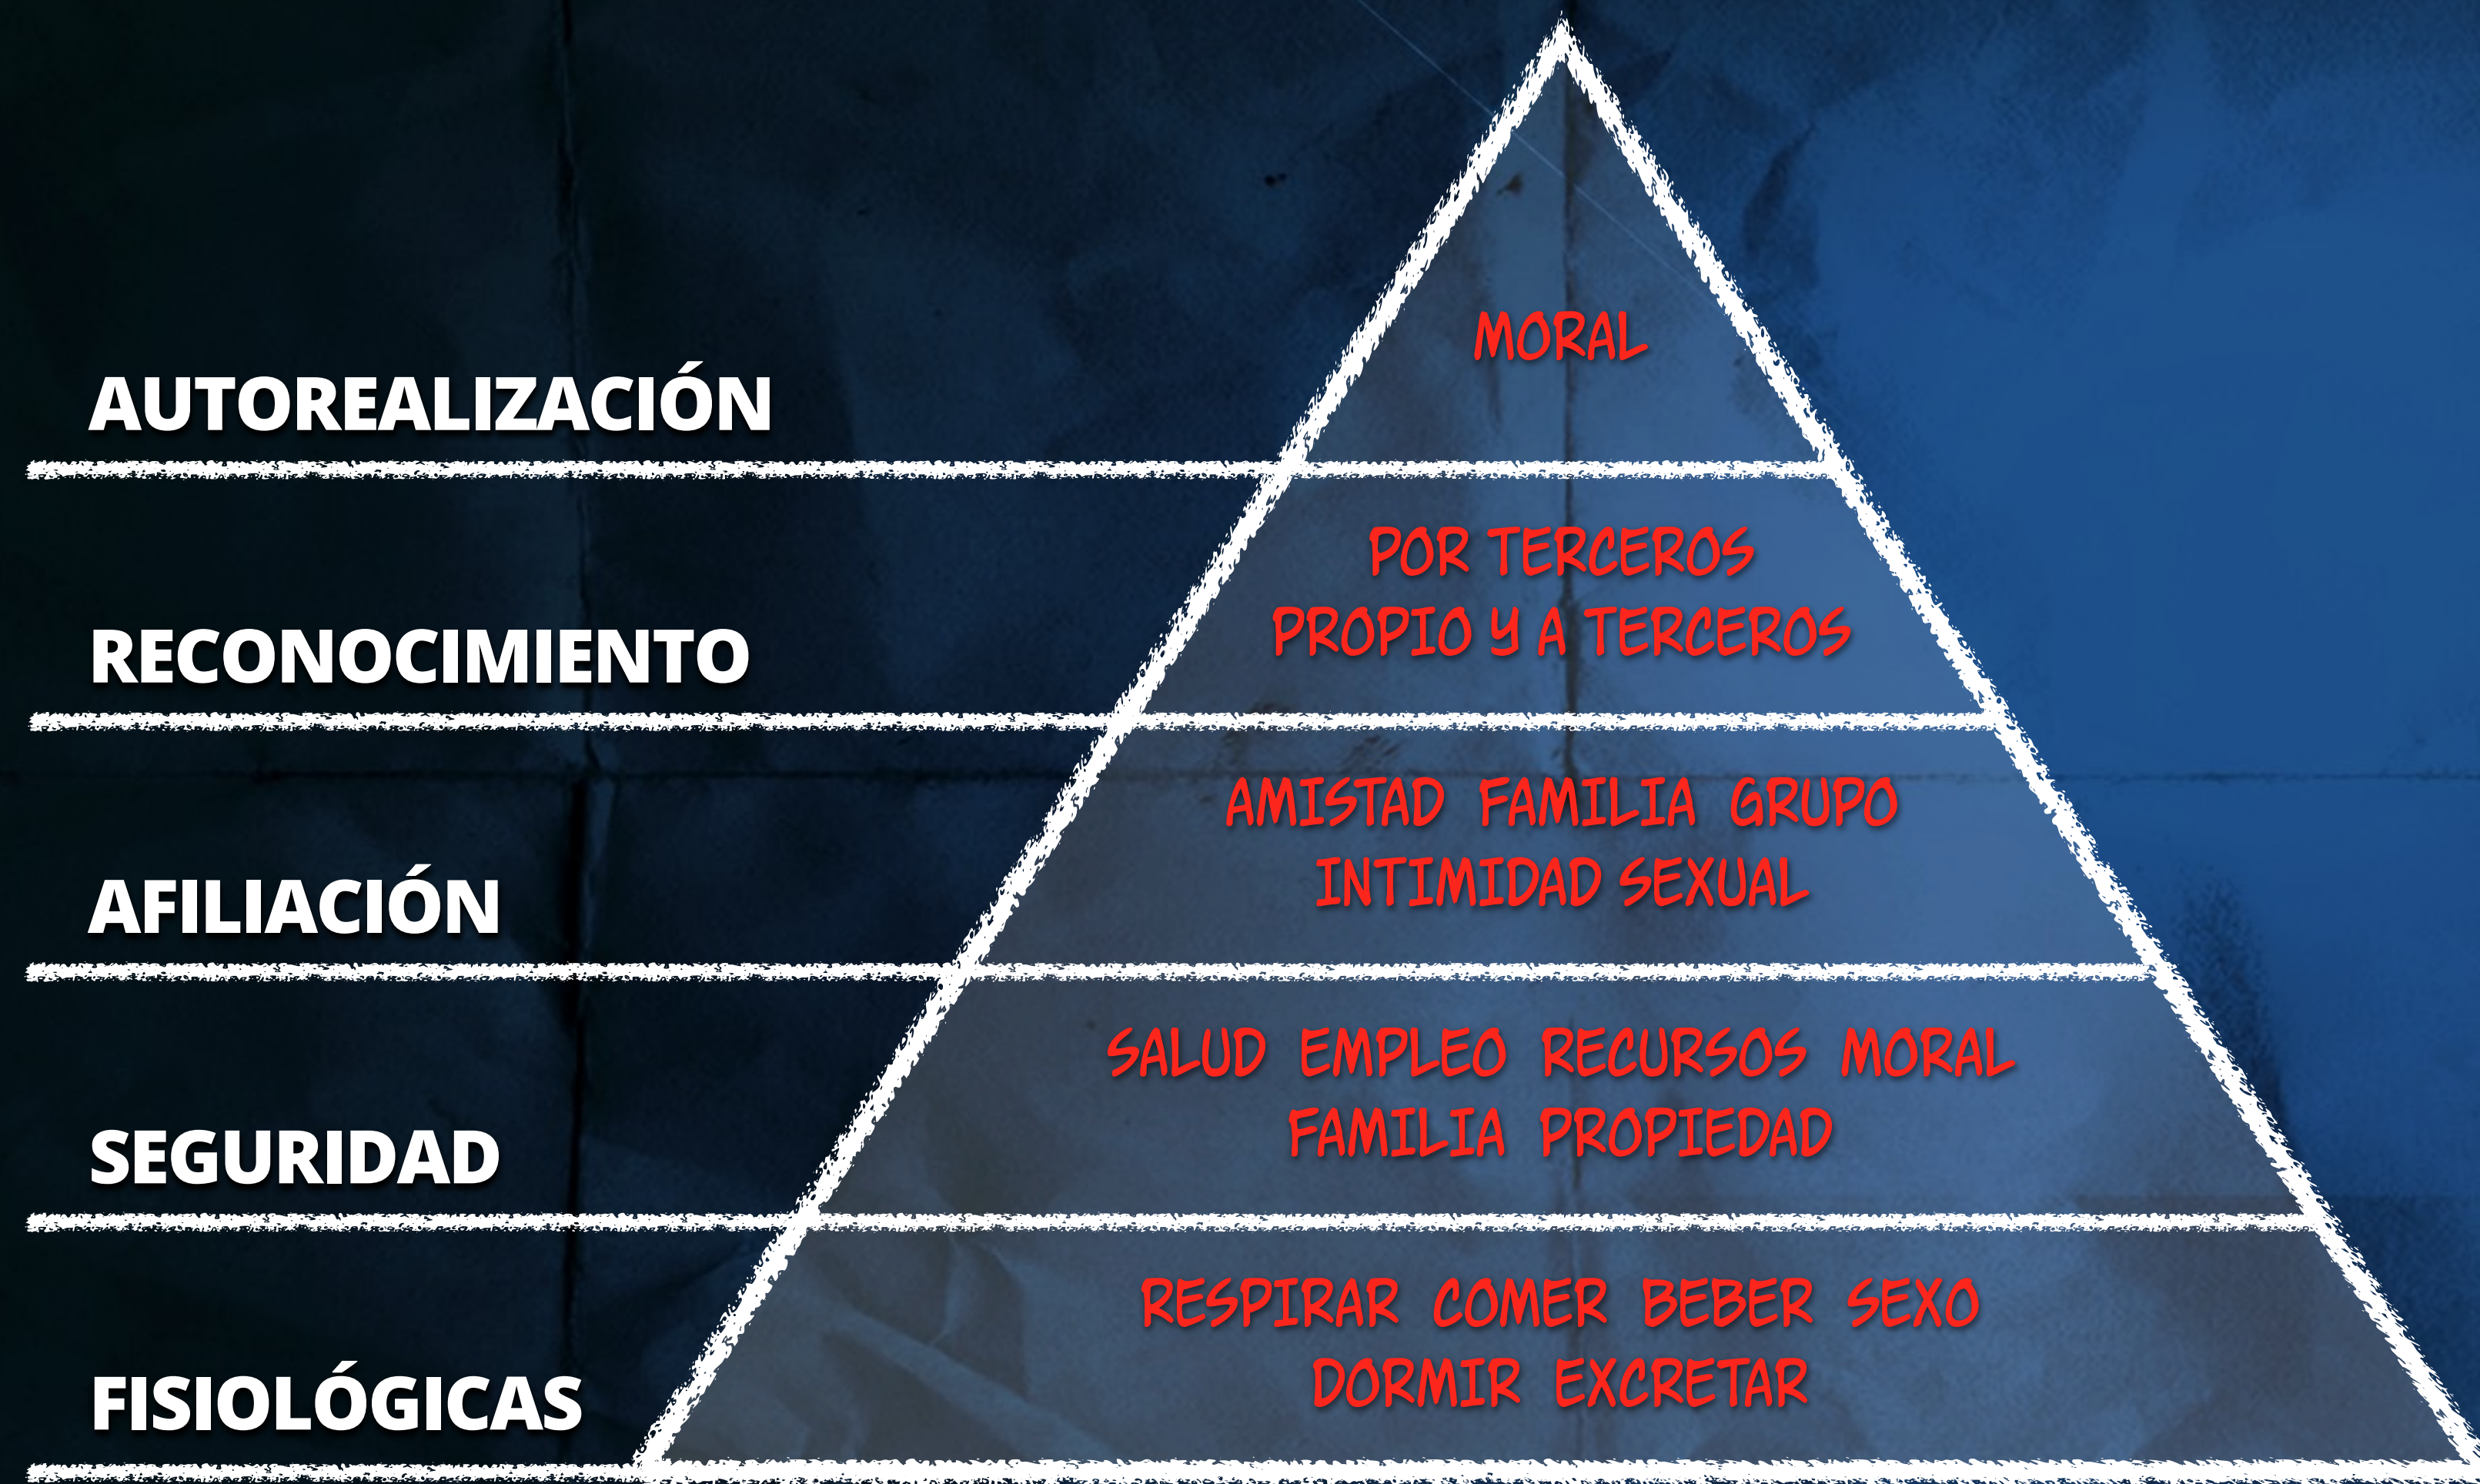 MORAL
AUTOREALIZACIÓN
POR TERCEROS
PROPIO Y A TERCEROS
RECONOCIMIENTO
AMISTAD FAMILIA GRUPO
INTIMIDAD SEXUAL
AFILIACIÓN
SALUD EMPLEO RECURSOS MORAL
FAMILIA PROPIEDAD
SEGURIDAD
RESPIRAR COMER BEBER SEXO
DORMIR EXCRETAR
FISIOLÓGICAS